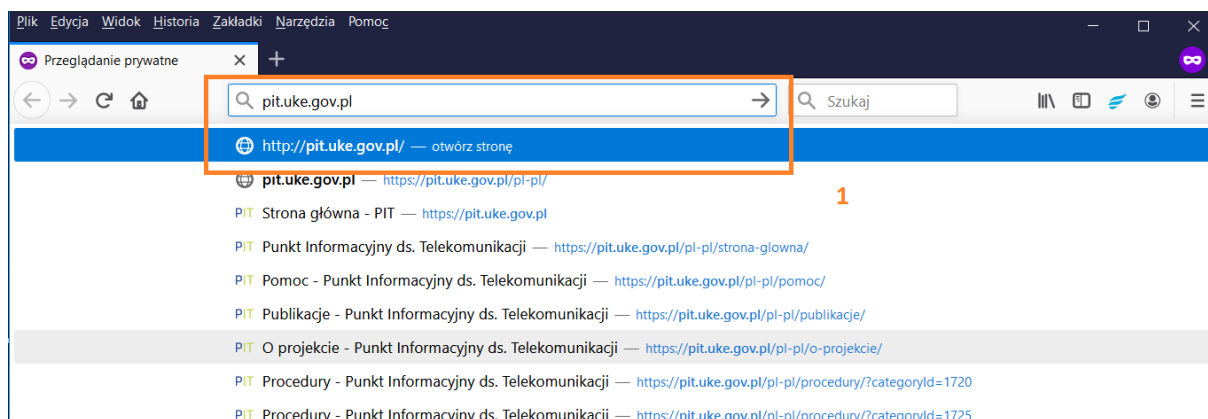 Plik Edycja Widok Historia Zakładki Narzędzia Pomoc
Przeglądanie prywatne
pit.uke.gov.pl
Szukaj
http://pit.uke.gov.pl/ — otwórz stronę
pit.uke.gov.pl — https://pit.uke.gov.pl/pl-pl/
1
PIT Strona główna - PIT — https://pit.uke.gov.pl
PIT Punkt Informacyjny ds. Telekomunikacji — https://pit.uke.gov.pl/pl-pl/strona-glowna/
PIT Pomoc - Punkt Informacyjny ds. Telekomunikacji — https://pit.uke.gov.pl/pl-pl/pomoc/
PIT Publikacje - Punkt Informacyjny ds. Telekomunikacji — https://pit.uke.gov.pl/pl-pl/publikacje/
PIT O projekcie - Punkt Informacyjny ds. Telekomunikacji — https://pit.uke.gov.pl/pl-pl/o-projekcie/
PIT Procedury - Punkt Informacyjny ds. Telekomunikacji — https://pit.uke.gov.pl/pl-pl/procedury/?categoryId=1720
PIT Procedury - Punkt Informacyjny ds. Telekomunikacji — https://pit.uke.gov.pl/pl-pl/procedury/?categoryId=1725